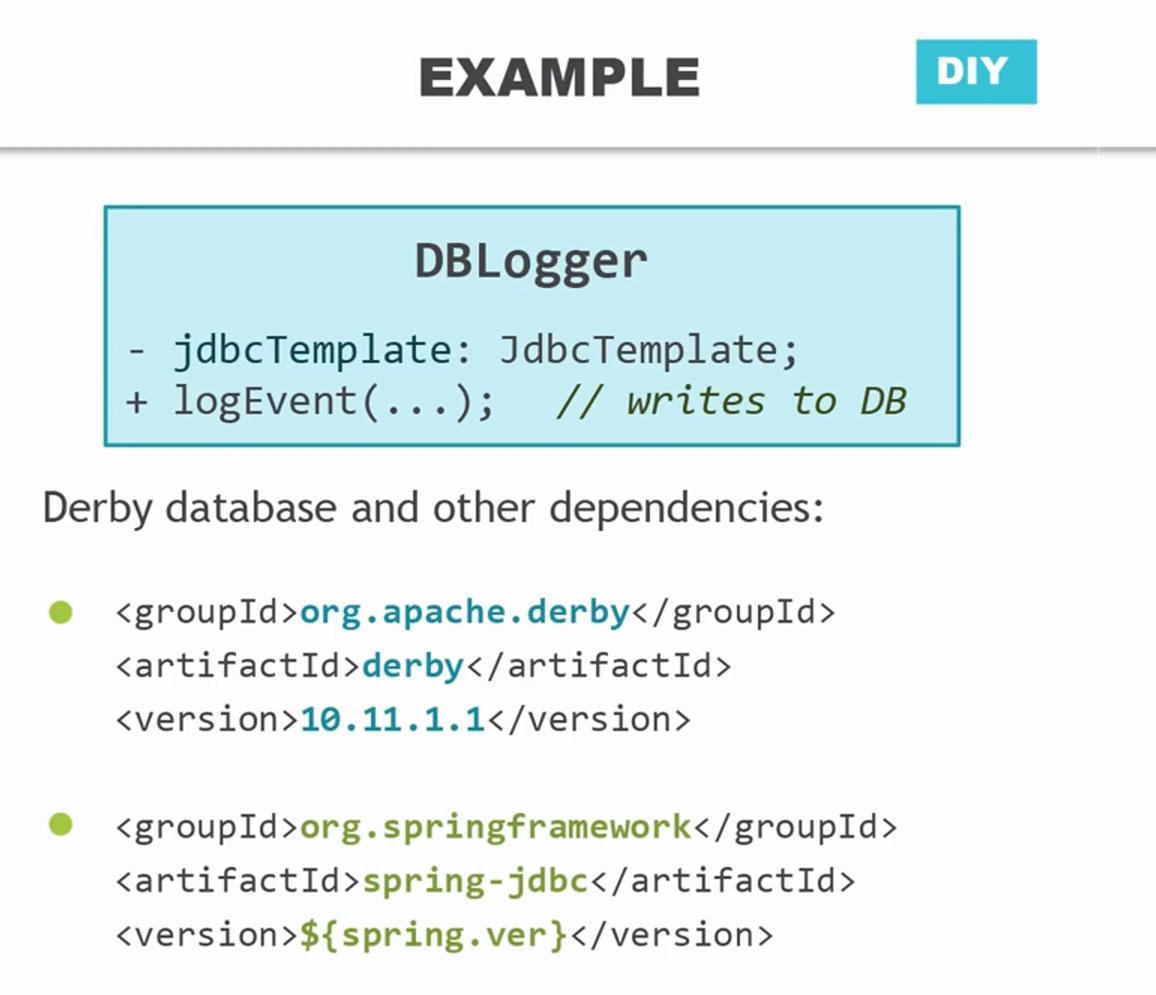 EXAMPLE
DIY
DBLogger
- jdbcTemplate: JdbcTemplate;
+ logEvent(...); // writes to DB
Derby database and other dependencies:
<groupId>org.apache.derby</groupId>
<artifactId>derby</artifactId>
<version>10.11.1.1</version>
<groupId>org.springframework</groupId>
<artifactId>spring-jdbc</artifactId>
<version>${spring.ver}</version>